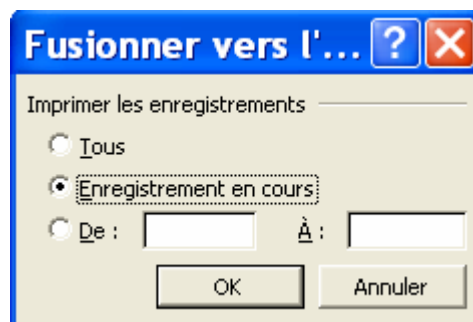 Fusionner vers l'... ?
Imprimer les enregistrements
Tous
Enregistrement en cours
De : À :
OK Annuler